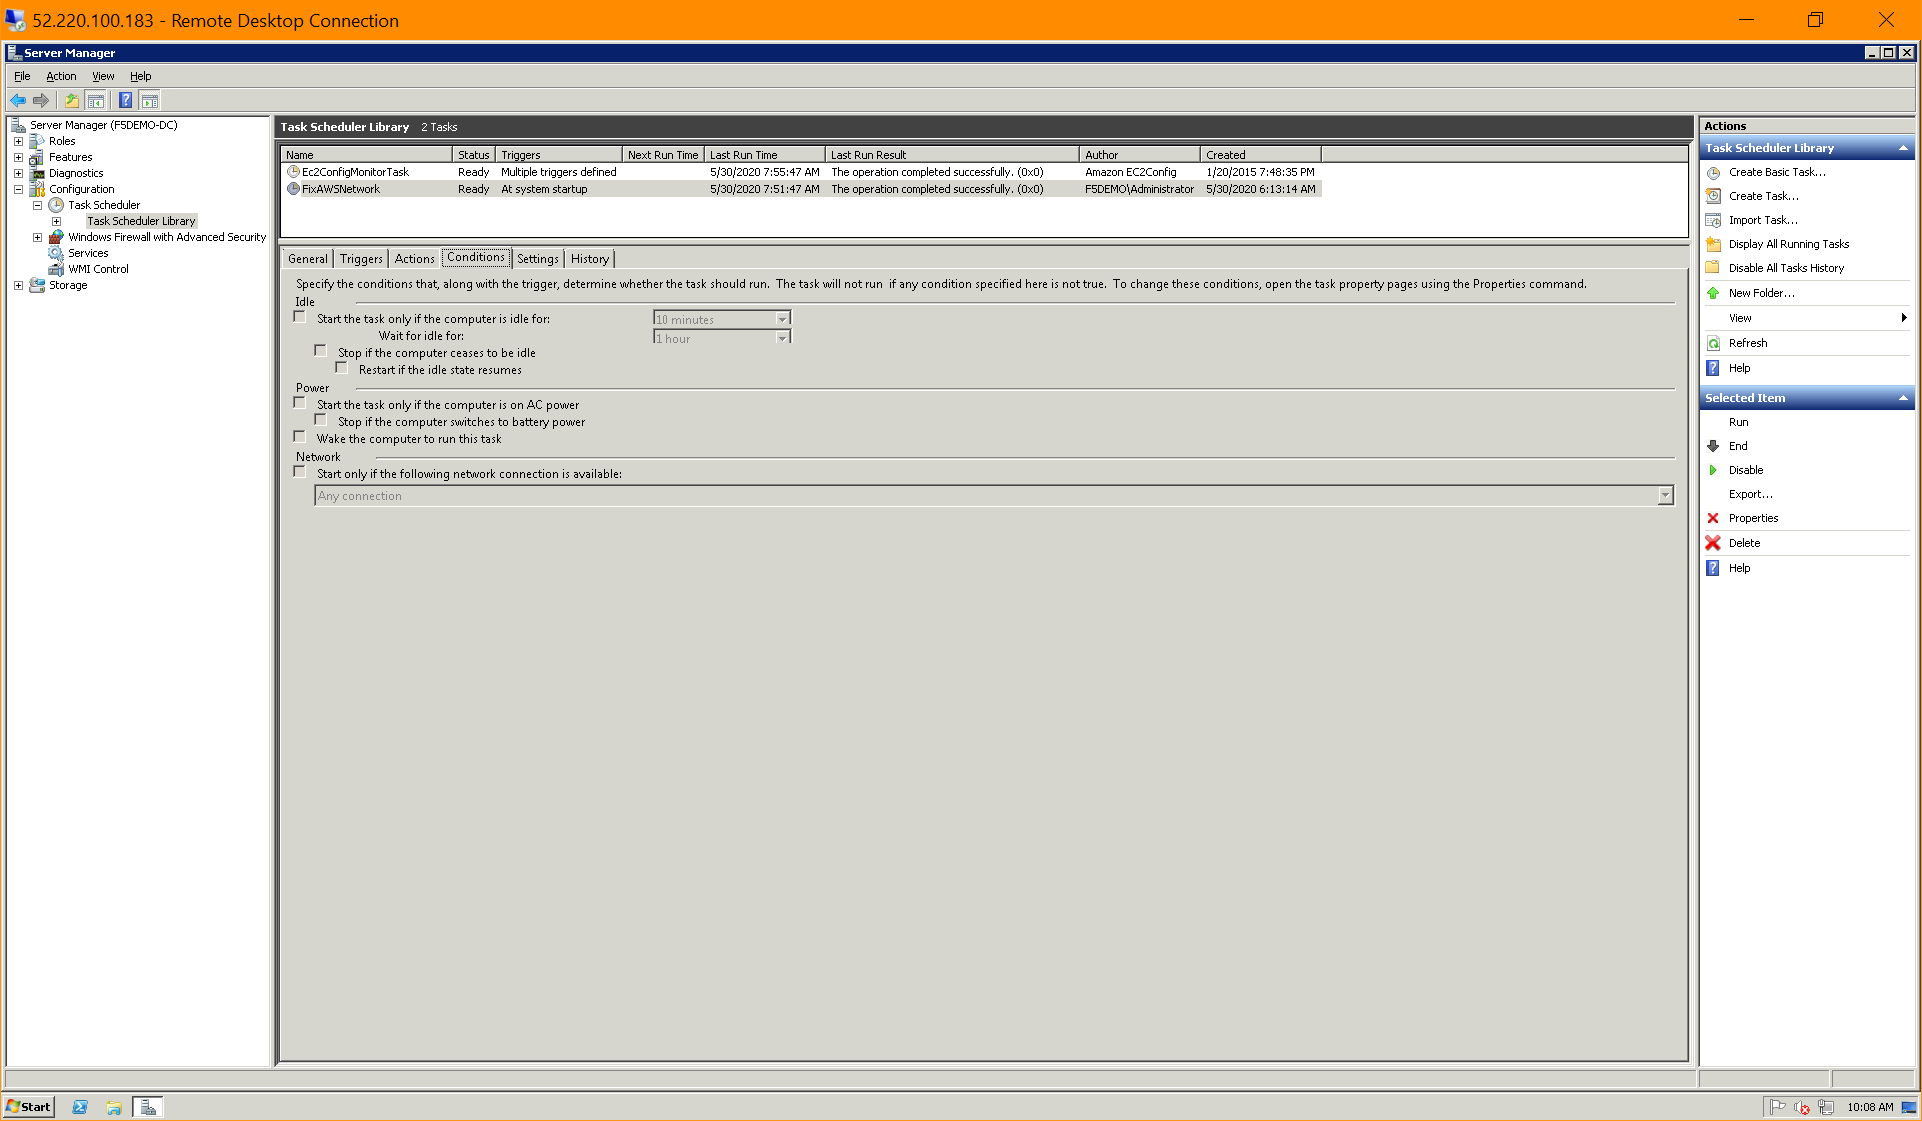 52.220.100.183 - Remote Desktop Connection
Server Manager
File Action View Help
Server Manager (F5DEMO-DC)
Roles
Features
Diagnostics
Configuration
Task Scheduler
Task Scheduler Library
Windows Firewall with Advanced Security
Services
WMI Control
Storage
Task Scheduler Library 2 Tasks
Name Status Triggers Next Run Time Last Run Time Last Run Result Author Created
Ec2ConfigMonitorTask Ready Multiple triggers defined 5/30/2020 7:55:47 AM The operation completed successfully. (0x0) Amazon EC2Config 1/20/2015 7:48:35 PM
FixAWSNetwork Ready At system startup 5/30/2020 7:51:47 AM The operation completed successfully. (0x0) F5DEMO\Administrator 5/30/2020 6:13:14 AM
General Triggers Actions Conditions Settings History
Specify the conditions that, along with the trigger, determine whether the task should run. The task will not run if any condition specified here is not true. To change these conditions, open the task property pages using the Properties command.
Idle
Start the task only if the computer is idle for: 10 minutes
Wait for idle for: 1 hour
Stop if the computer ceases to be idle
Restart if the idle state resumes
Power
Start the task only if the computer is on AC power
Stop if the computer switches to battery power
Wake the computer to run this task
Network
Start only if the following network connection is available:
Any connection
Actions
Task Scheduler Library
Create Basic Task...
Create Task...
Import Task...
Display All Running Tasks
Disable All Tasks History
New Folder...
View
Refresh
Help
Selected Item
Run
End
Disable
Export...
Properties
Delete
Help
Start
10:08 AM